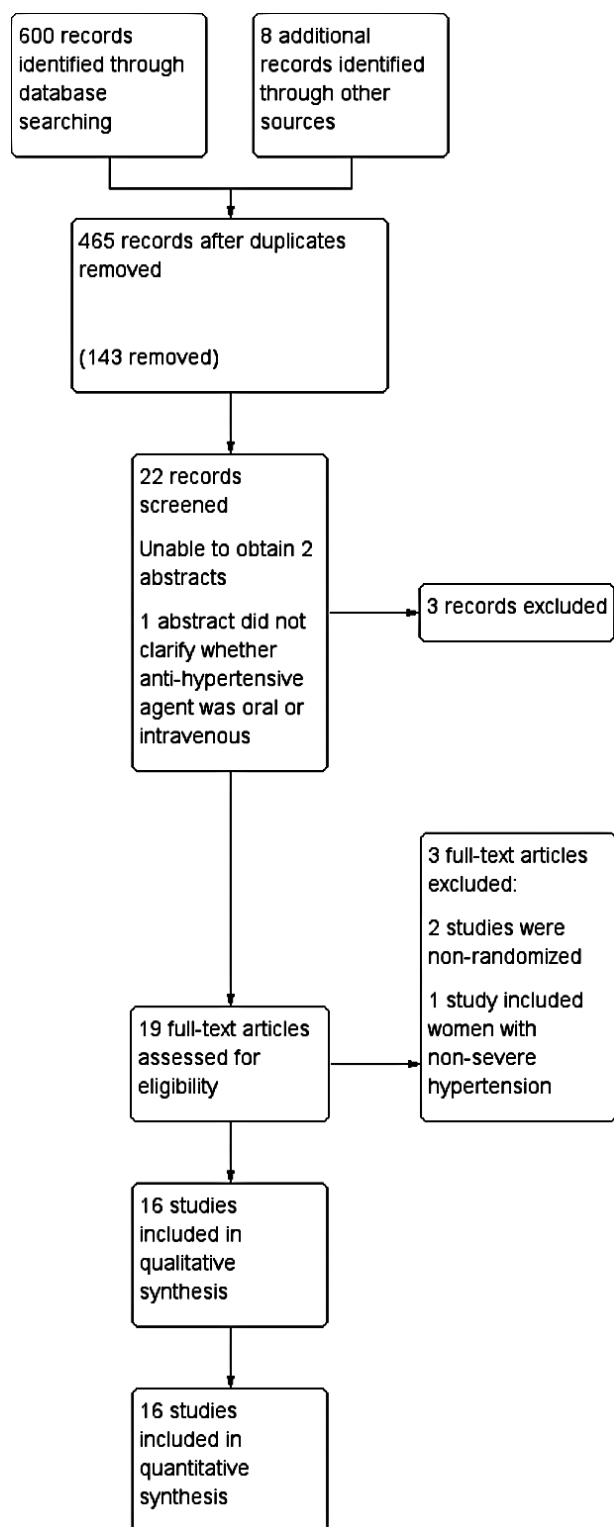 600 records
identified through
database
searching
8 additional
records identified
through other
sources
465 records after duplicates
removed
(143 removed)
22 records
screened
Unable to obtain 2
abstracts
1 abstract did not
clarify whether
anti-hypertensive
agent was oral or
intravenous
3 records excluded
3 full-text articles
excluded:
2 studies were
non-randomized
1 study included
women with
non-severe
hypertension
19 full-text articles
assessed for
eligibility
16 studies
included in
qualitative
synthesis
16 studies
included in
quantitative
synthesis